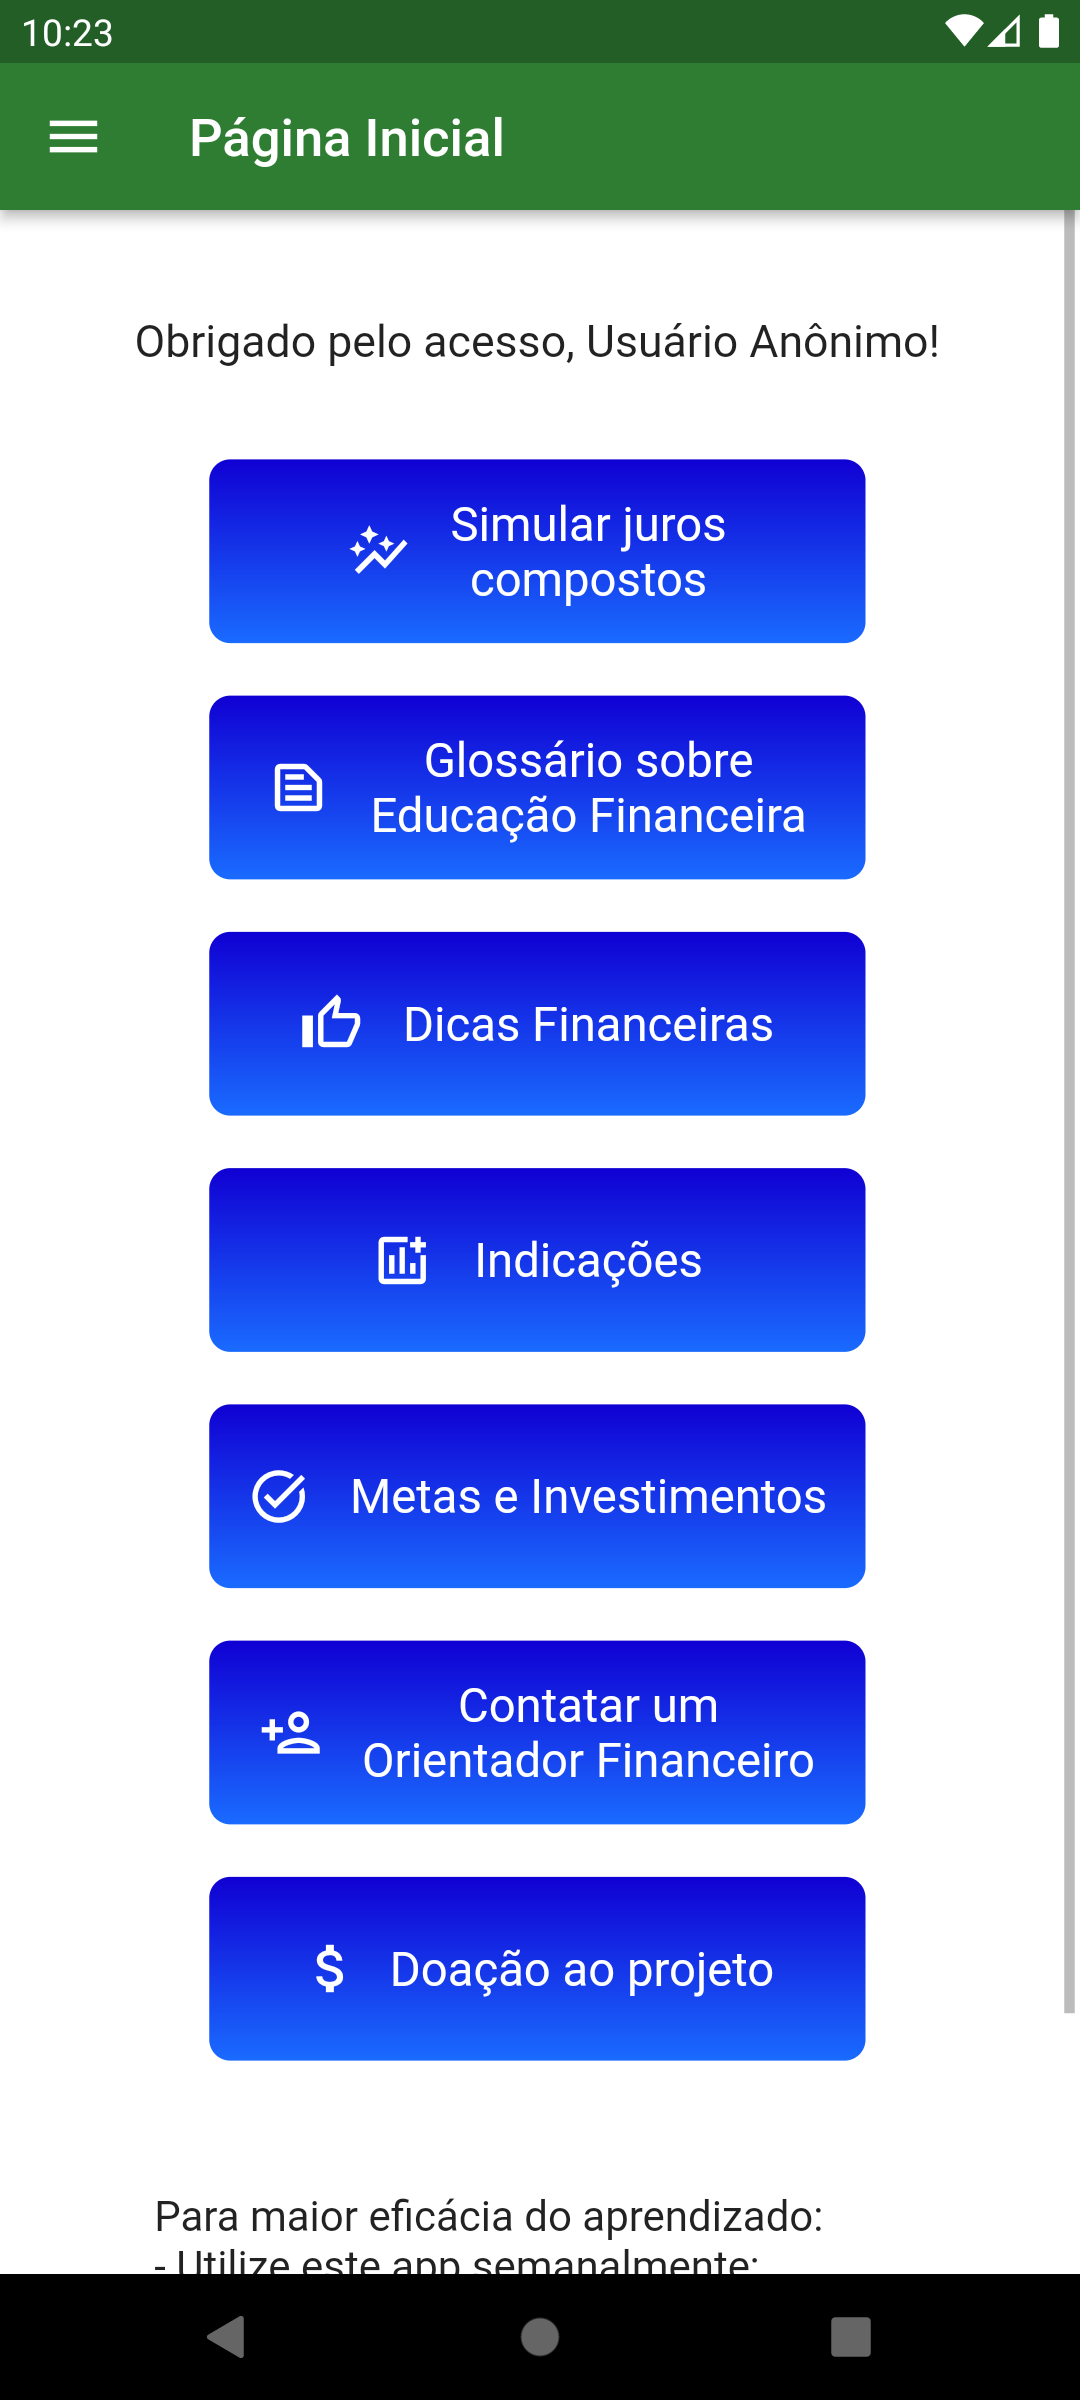 10:23
Página Inicial
Obrigado pelo acesso, Usuário Anônimo!
Simular juros
compostos
Glossário sobre
Educação Financeira
Dicas Financeiras
Indicações
Metas e Investimentos
Contatar um
Orientador Financeiro
Doação ao projeto
Para maior eficácia do aprendizado:
- Utilize este app semanalmente;